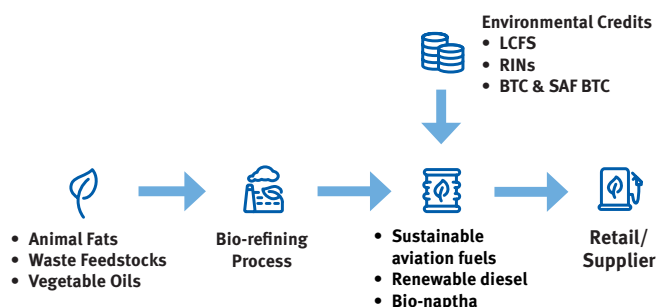 Environmental Credits
• LCFS
• RINs
• BTC & SAF BTC
• Animal Fats
• Waste Feedstocks
• Vegetable Oils
Bio-refining
Process
• Sustainable
aviation fuels
• Renewable diesel
• Bio-naptha
Retail/
Supplier